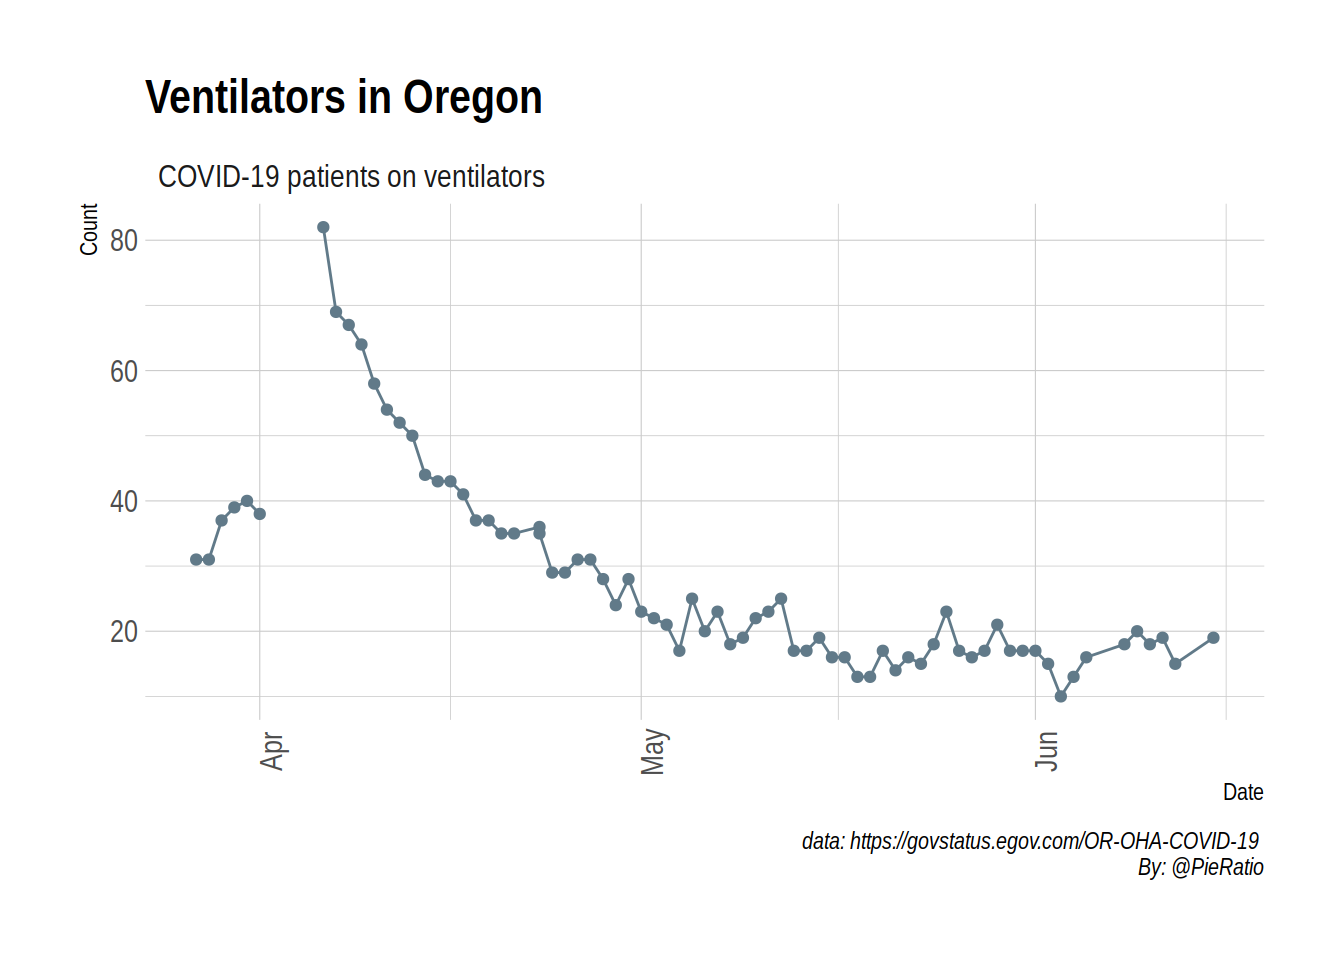 Ventilators in Oregon
COVID-19 patients on ventilators
Count
80
60
40
20
Apr
May
Jun
Date
data: https://govstatus.egov.com/OR-OHA-COVID-19
By: @PieRatio